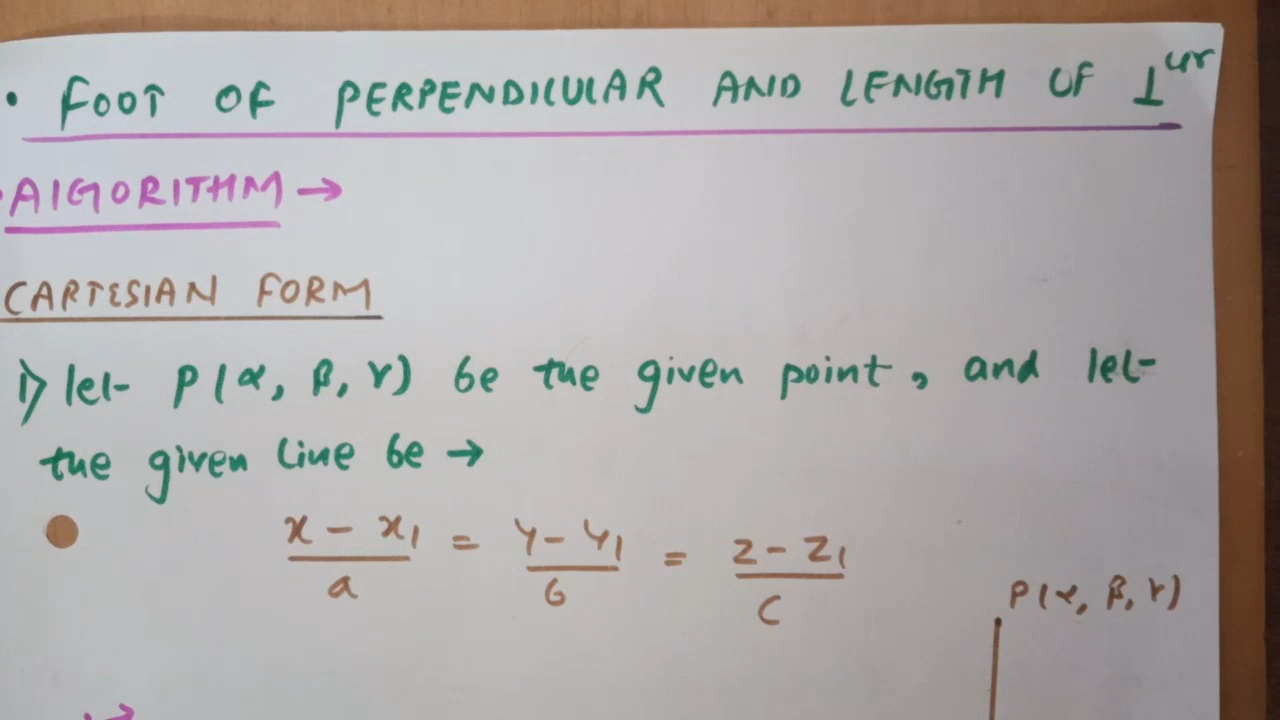 • FOOT OF PERPENDICULAR AND LENGTH OF ⊥ur
ALGORITHM →
CARTESIAN FORM
i) let P(α, β, γ) be the given point, and let
the given line be →
x - x₁ / a = y - y₁ / b = z - z₁ / c
P(α, β, γ)